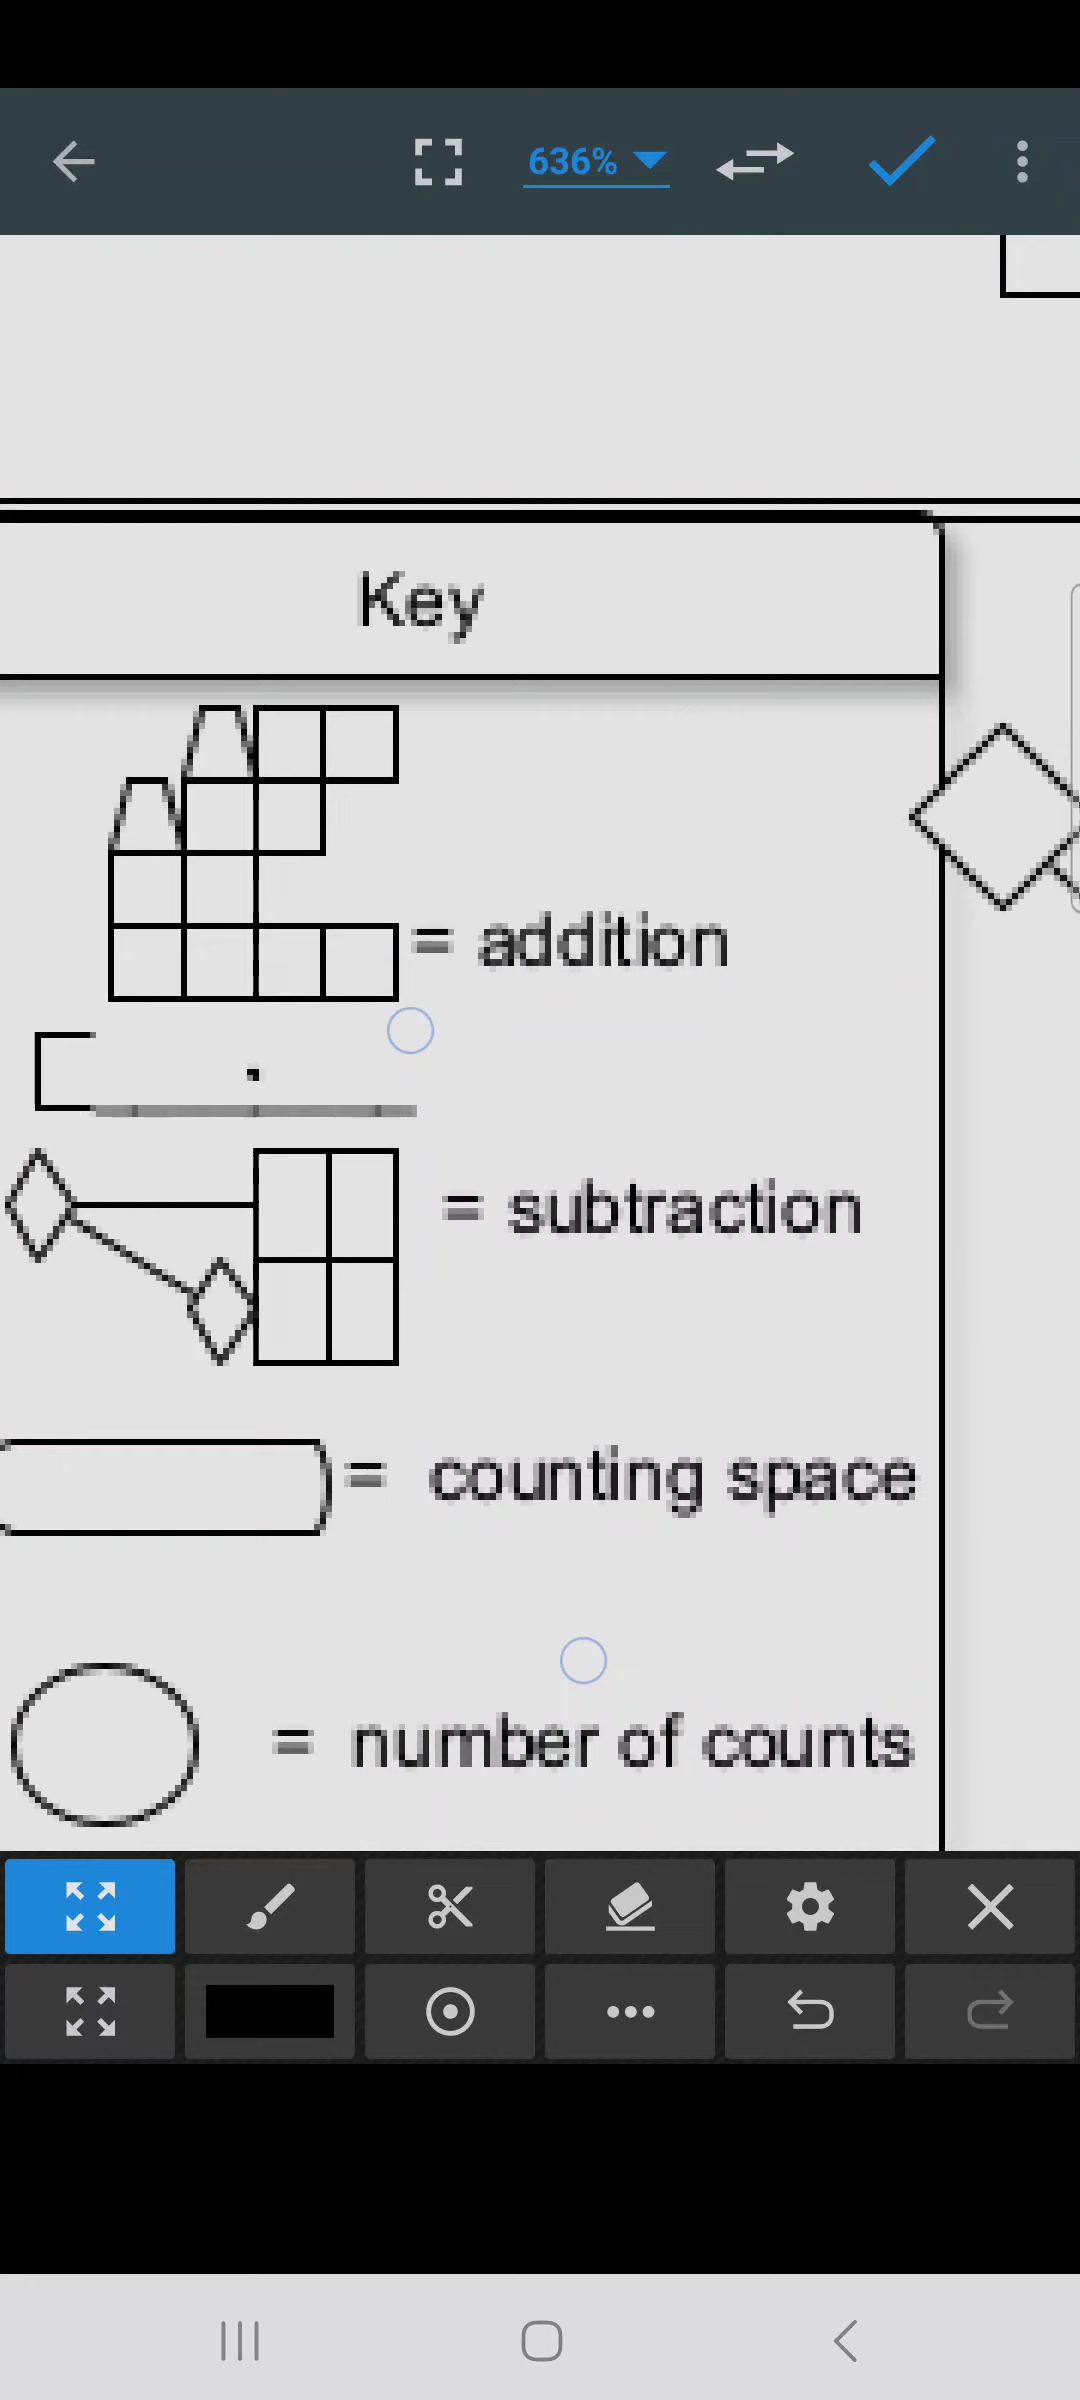 636%
Key
= addition
= subtraction
= counting space
= number of counts